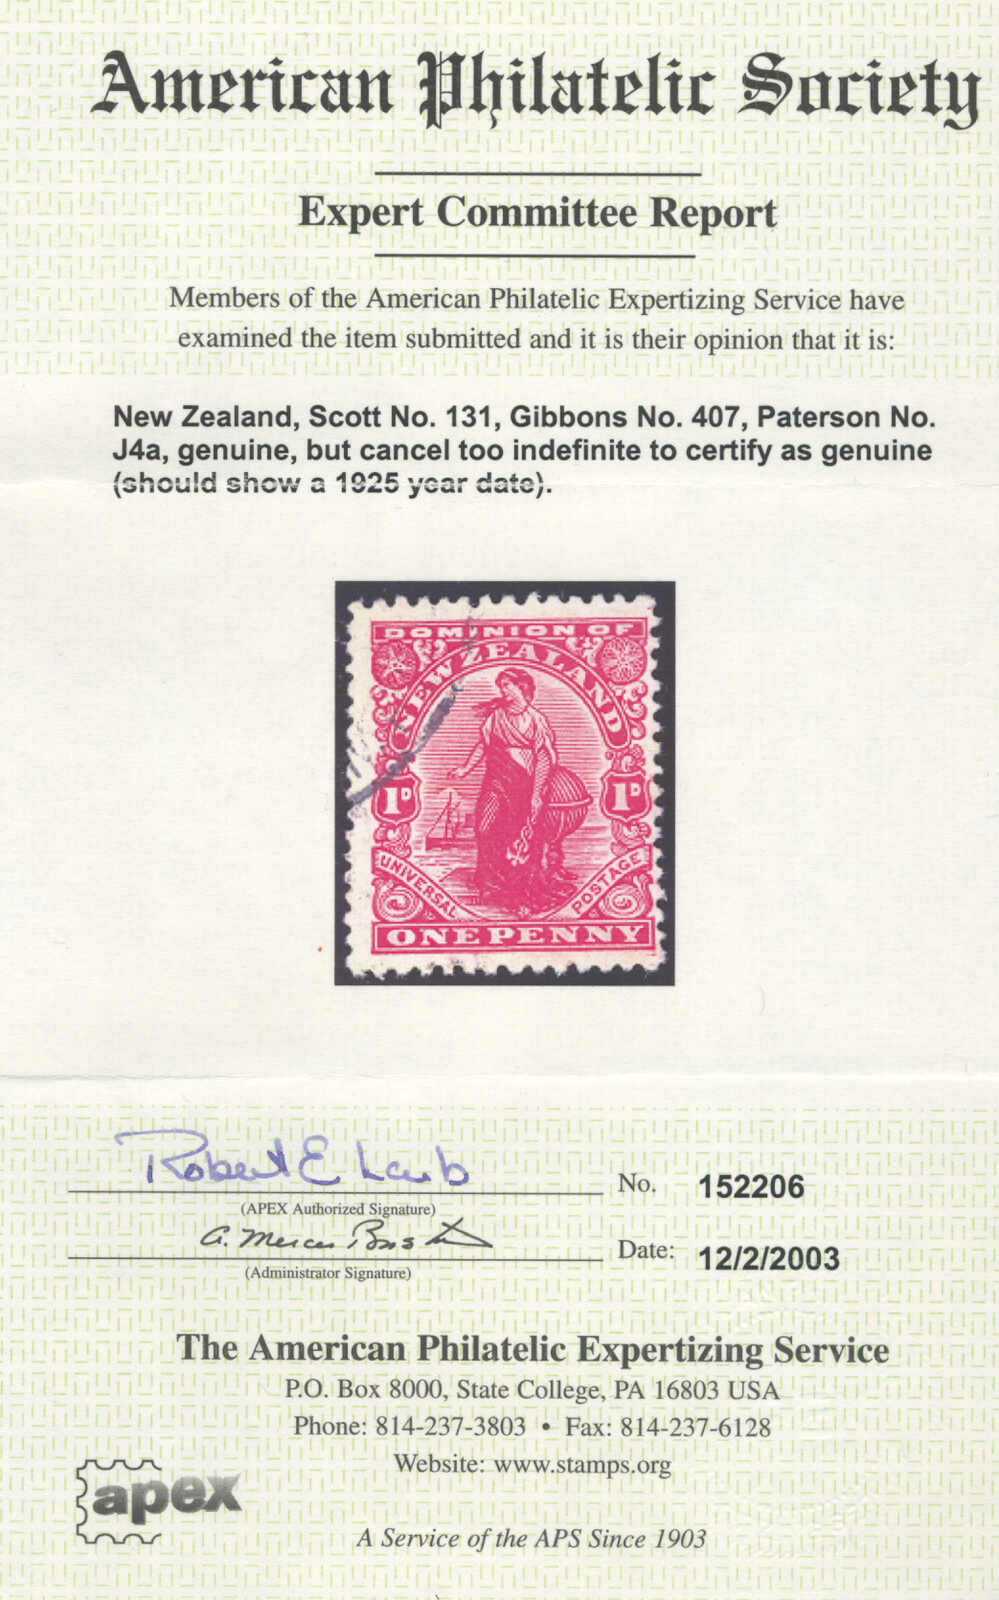 American Philatelic Society
Expert Committee Report
Members of the American Philatelic Expertizing Service have
examined the item submitted and it is their opinion that it is:
New Zealand, Scott No. 131, Gibbons No. 407, Paterson No.
J4a, genuine, but cancel too indefinite to certify as genuine
(should show a 1925 year date).
DOMINION OF
NEW ZEALAND
1D 1D
UNIVERSAL POSTAGE
ONE PENNY
Robert E Lamb
No. 152206
(APEX Authorized Signature)
A. Mercer
Date: 12/2/2003
(Administrator Signature)
The American Philatelic Expertizing Service
P.O. Box 8000, State College, PA 16803 USA
Phone: 814-237-3803 • Fax: 814-237-6128
Website: www.stamps.org
apex
A Service of the APS Since 1903